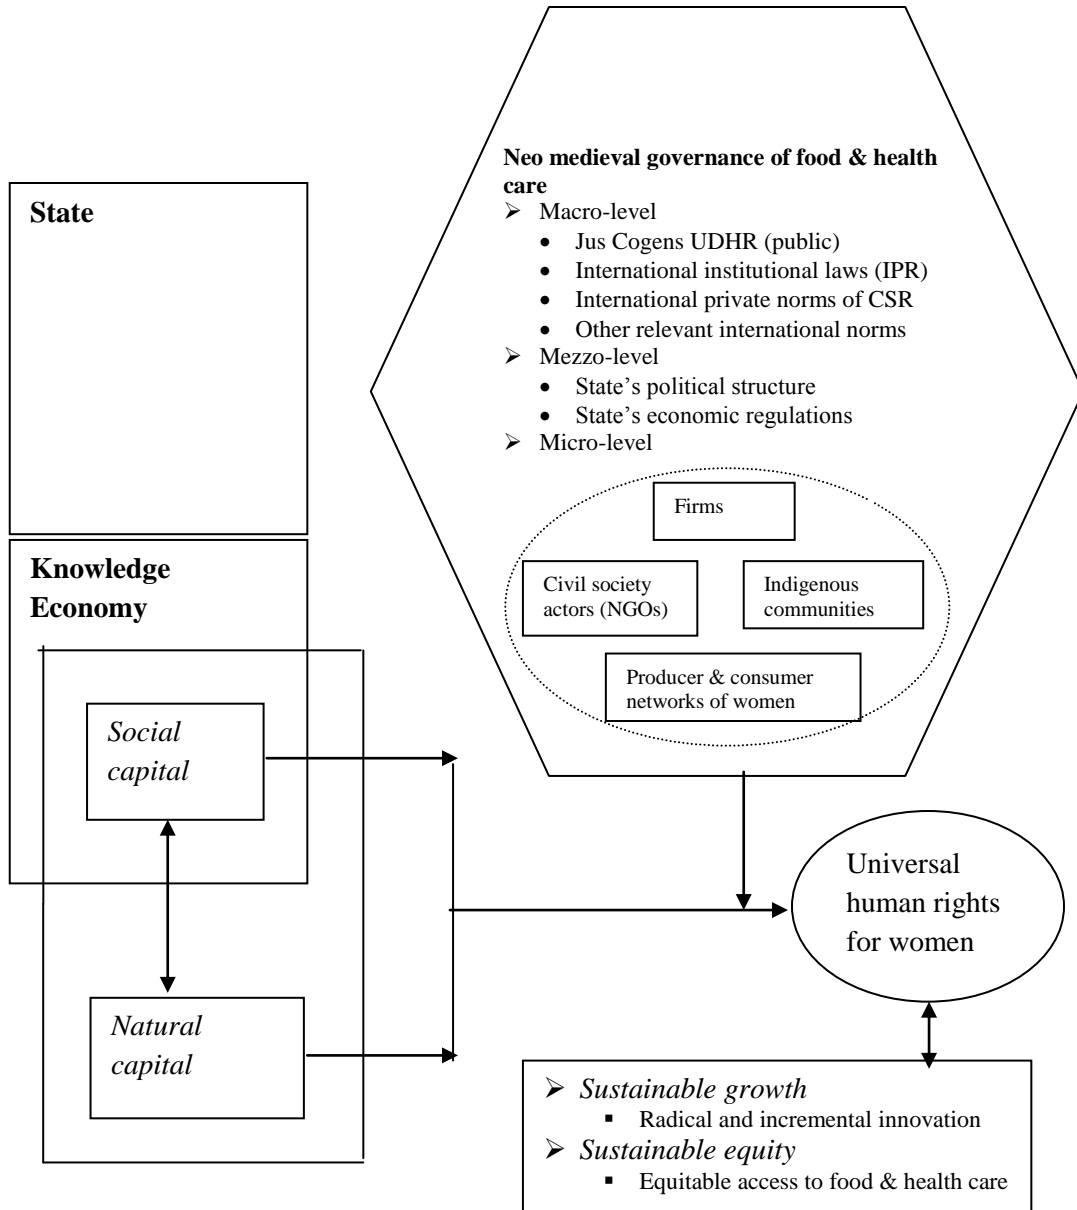 State
Knowledge
Economy
Social
capital
Natural
capital
Neo medieval governance of food & health
care
➢ Macro-level
• Jus Cogens UDHR (public)
• International institutional laws (IPR)
• International private norms of CSR
• Other relevant international norms
➢ Mezzo-level
• State’s political structure
• State’s economic regulations
➢ Micro-level
Firms
Civil society
actors (NGOs)
Indigenous
communities
Producer & consumer
networks of women
Universal
human rights
for women
➢ Sustainable growth
▪ Radical and incremental innovation
➢ Sustainable equity
▪ Equitable access to food & health care